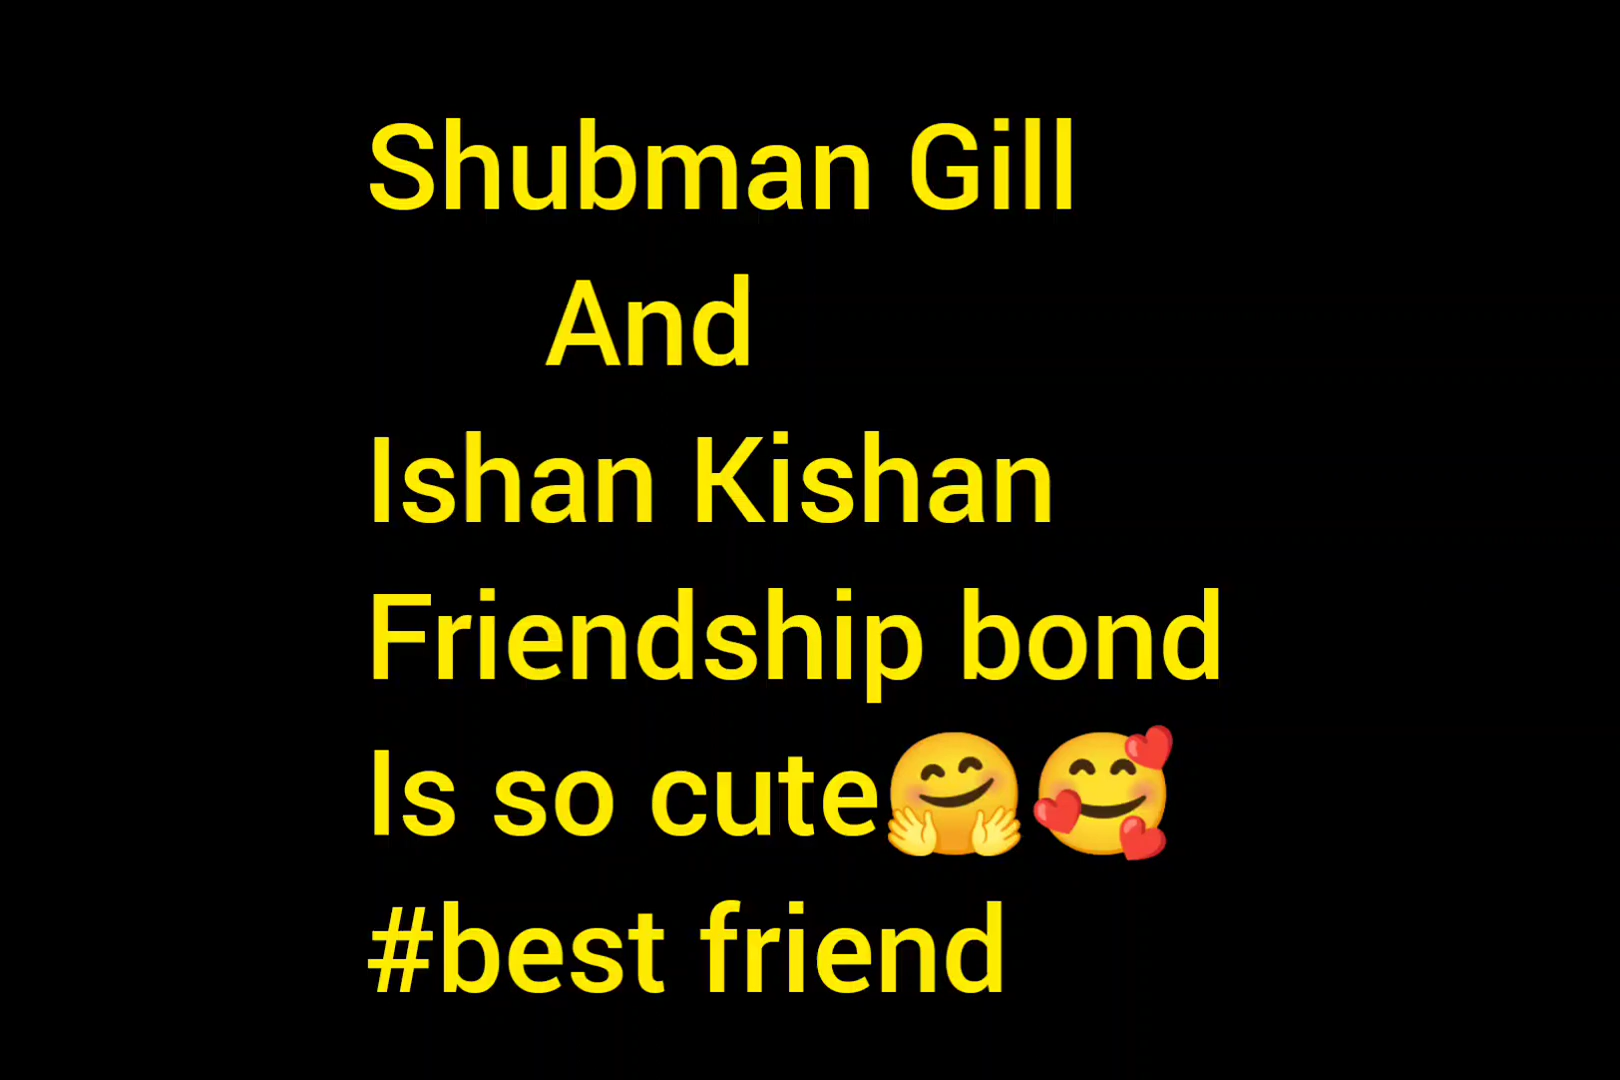 Shubman Gill
And
Ishan Kishan
Friendship bond
Is so cute🤗🥰
#best friend